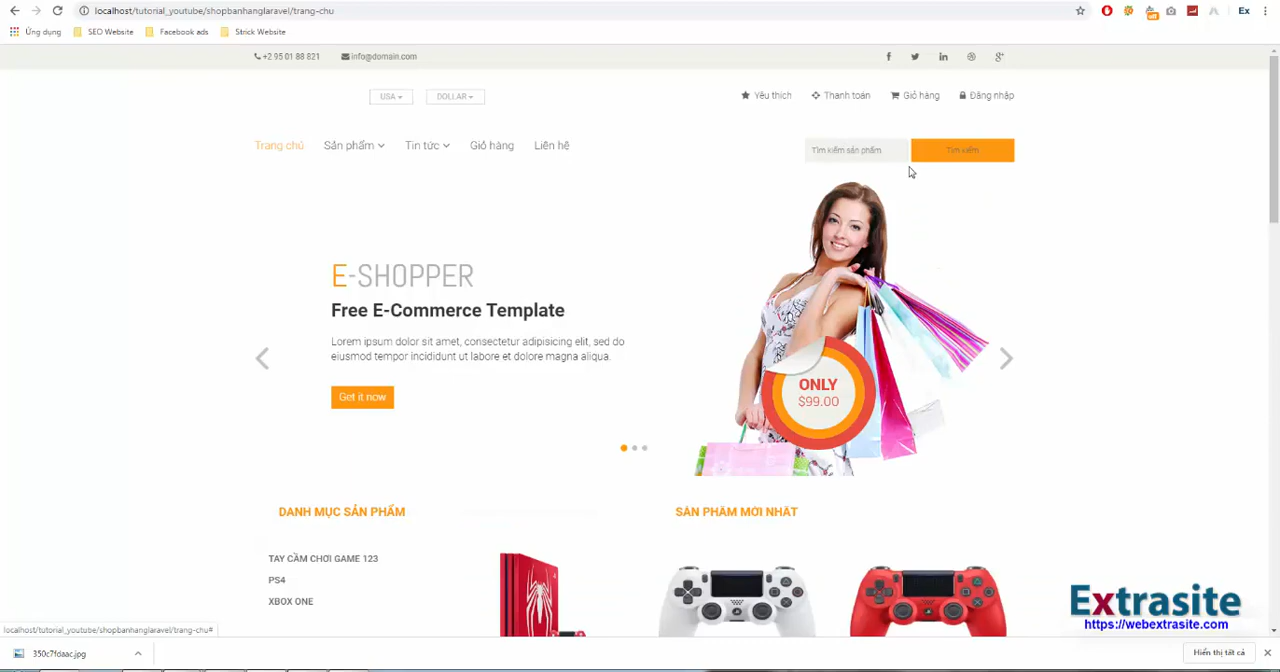 localhost/tutorial_youtube/shopbanhanglaravel/trang-chu
Ex
Ứng dụng SEO Website Facebook ads Strick Website
off
+2 95 01 88 821 info@domain.com
USA DOLLAR
Yêu thích Thanh toán Giỏ hàng Đăng nhập
Trang chủ Sản phẩm Tin tức Giỏ hàng Liên hệ
Tìm kiếm sản phẩm Tìm kiếm
E-SHOPPER
Free E-Commerce Template
Lorem ipsum dolor sit amet, consectetur adipisicing elit, sed do
eiusmod tempor incididunt ut labore et dolore magna aliqua.
Get it now
ONLY
$99.00
DANH MỤC SẢN PHẨM
SẢN PHẨM MỚI NHẤT
TAY CẦM CHƠI GAME 123
PS4
XBOX ONE
Extrasite
https://webextrasite.com
localhost/tutorial_youtube/shopbanhanglaravel/trang-chu#
350c7fdaac.jpg
Hiển thị tất cả